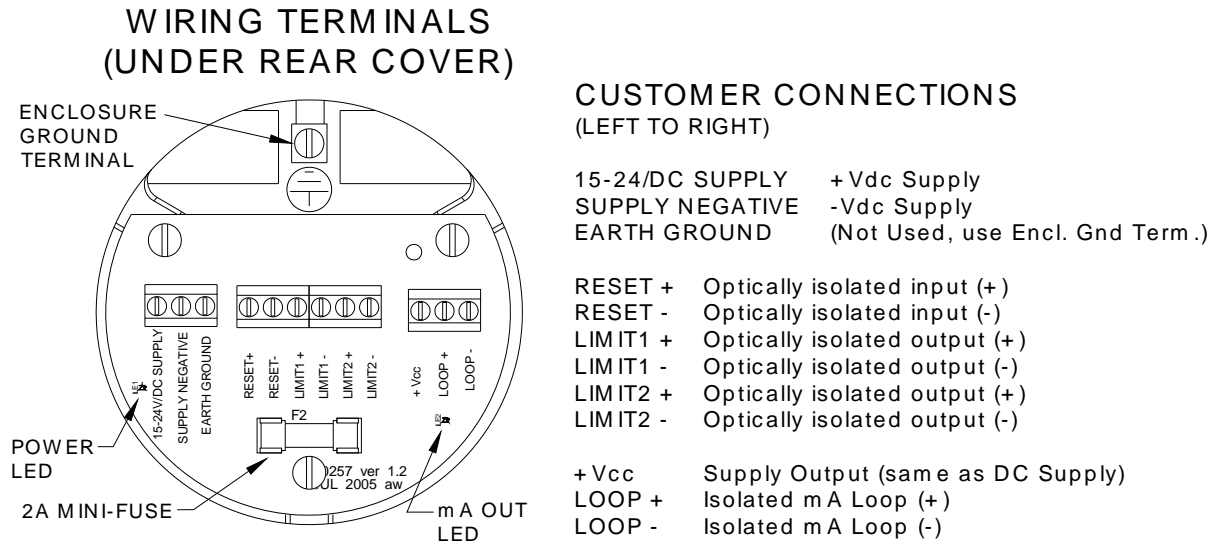 WIRING TERMINALS
(UNDER REAR COVER)
ENCLOSURE
GROUND
TERMINAL
15-24V/DC SUPPLY
SUPPLY NEGATIVE
EARTH GROUND
RESET+
RESET-
LIMIT1 +
LIMIT1 -
LIMIT2 +
LIMIT2 -
+ Vcc
LOOP +
LOOP -
LE1
LE2
F2
POWER
LED
2A MINI-FUSE
0257 ver 1.2
JUL 2005 aw
mA OUT
LED
CUSTOMER CONNECTIONS
(LEFT TO RIGHT)
15-24/DC SUPPLY +Vdc Supply
SUPPLY NEGATIVE -Vdc Supply
EARTH GROUND (Not Used, use Encl. Gnd Term.)
RESET + Optically isolated input (+)
RESET - Optically isolated input (-)
LIMIT1 + Optically isolated output (+)
LIMIT1 - Optically isolated output (-)
LIMIT2 + Optically isolated output (+)
LIMIT2 - Optically isolated output (-)
+Vcc Supply Output (same as DC Supply)
LOOP + Isolated mA Loop (+)
LOOP - Isolated mA Loop (-)